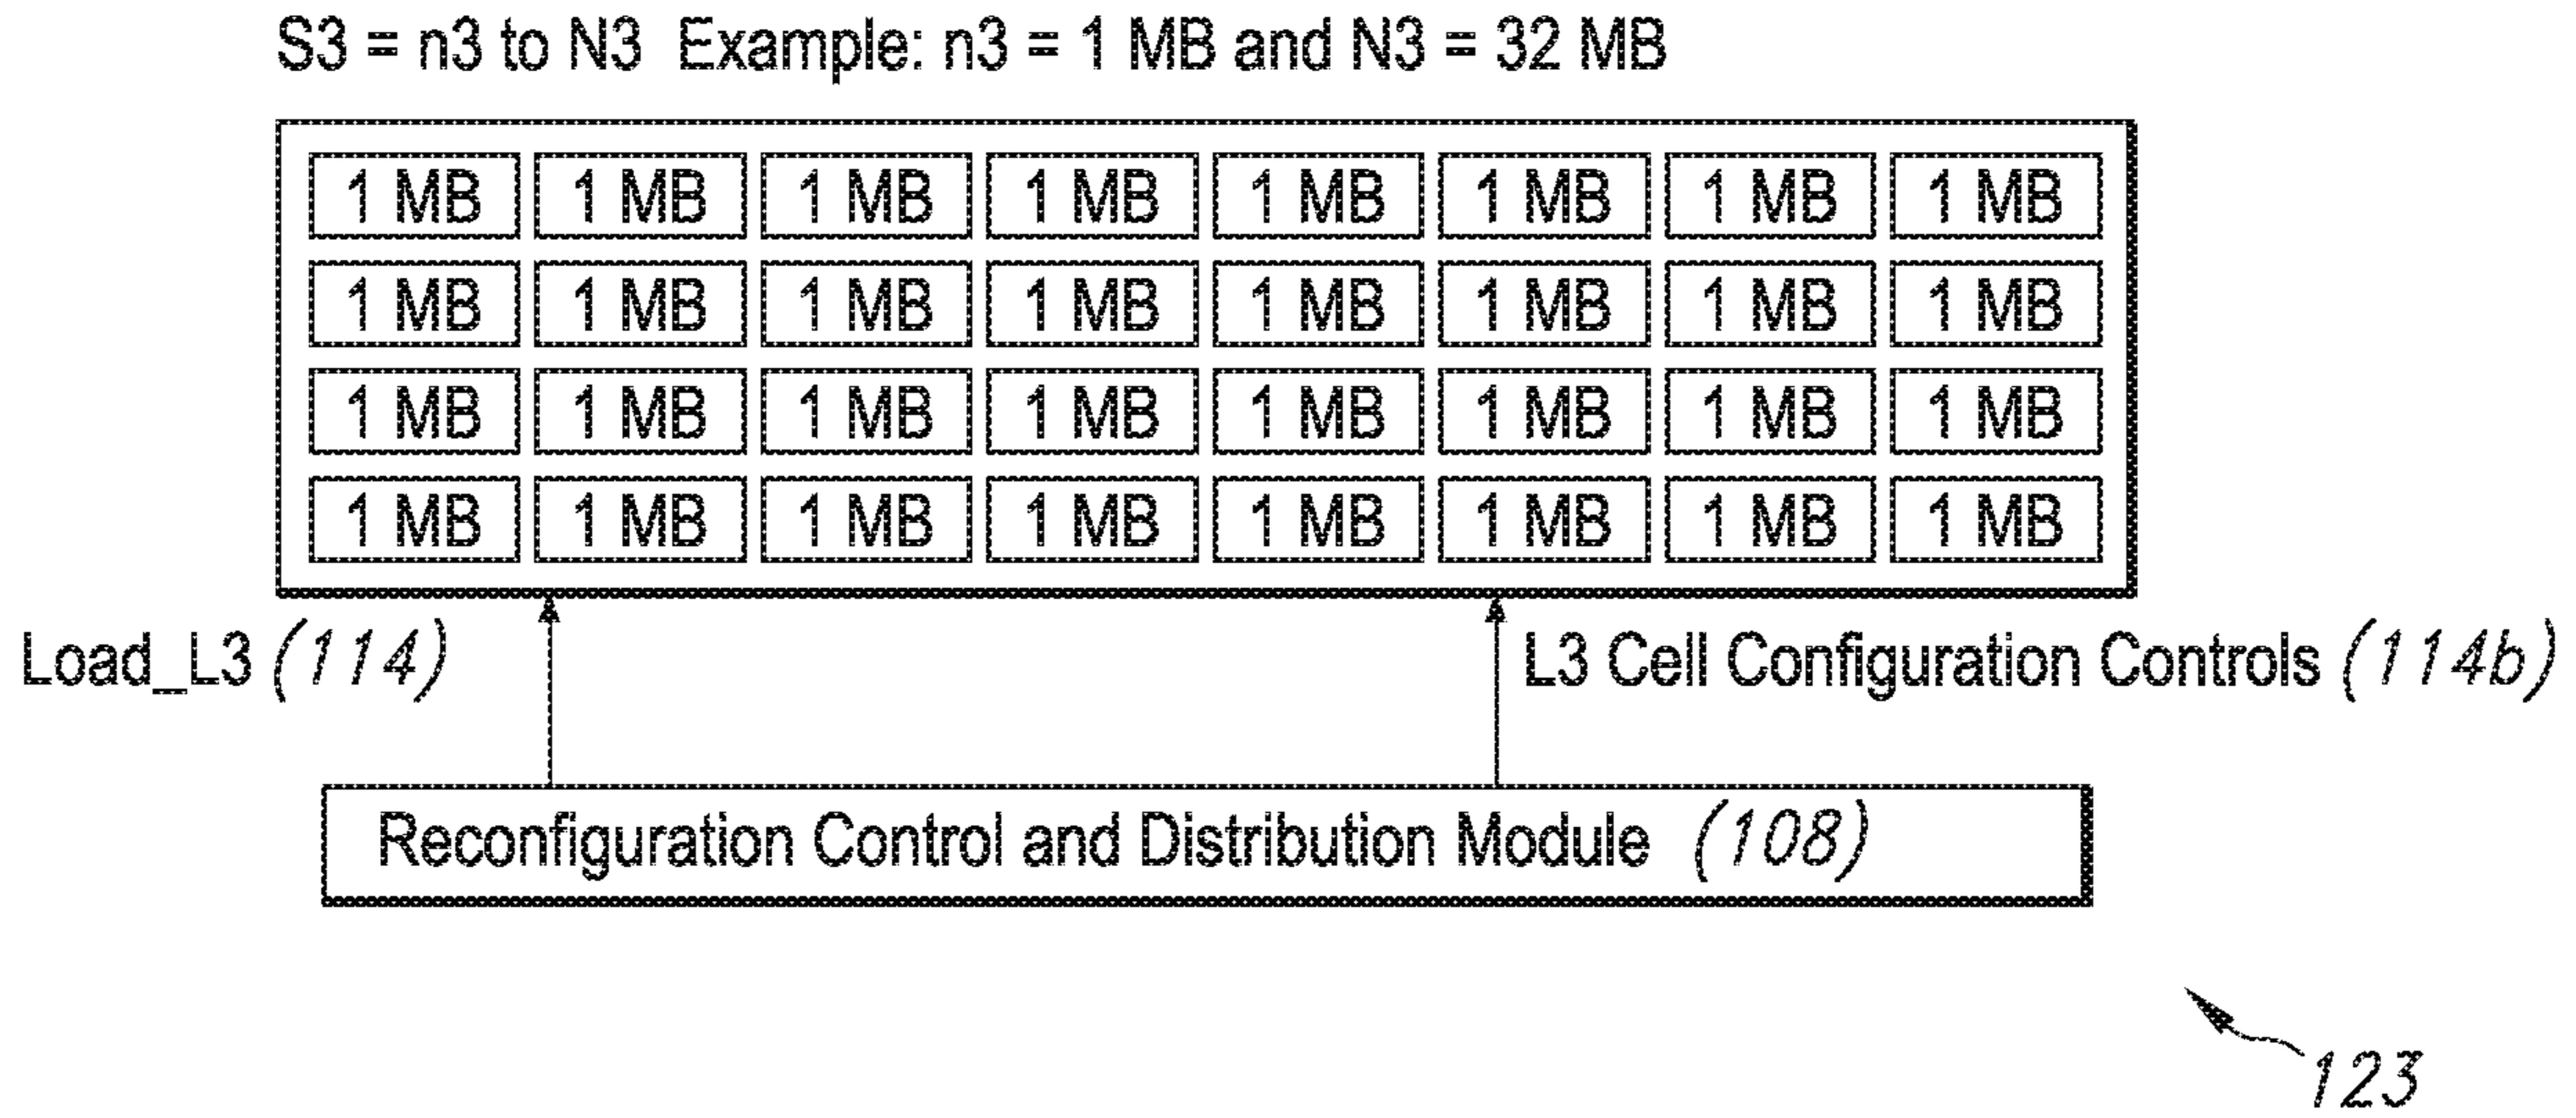 S3 = n3 to N3 Example: n3 = 1 MB and N3 = 32 MB
1 MB 1 MB 1 MB 1 MB 1 MB 1 MB 1 MB 1 MB
1 MB 1 MB 1 MB 1 MB 1 MB 1 MB 1 MB 1 MB
1 MB 1 MB 1 MB 1 MB 1 MB 1 MB 1 MB 1 MB
1 MB 1 MB 1 MB 1 MB 1 MB 1 MB 1 MB 1 MB
Load_L3 (114)
L3 Cell Configuration Controls (114b)
Reconfiguration Control and Distribution Module (108)
123